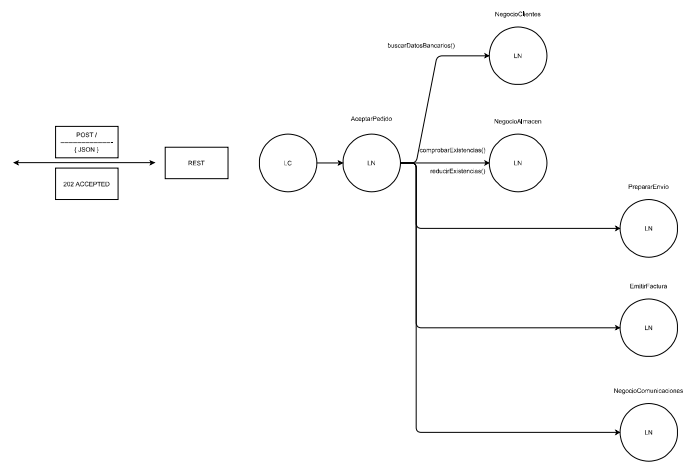 NegocioClientes
buscarDatosBancarios()
LN
AceptarPedido
NegocioAlmacen
POST /
{ JSON }
202 ACCEPTED
REST
LC
LN
comprobarExistencias()
reducirExistencias()
LN
PrepararEnvio
LN
EmitirFactura
LN
NegocioComunicaciones
LN